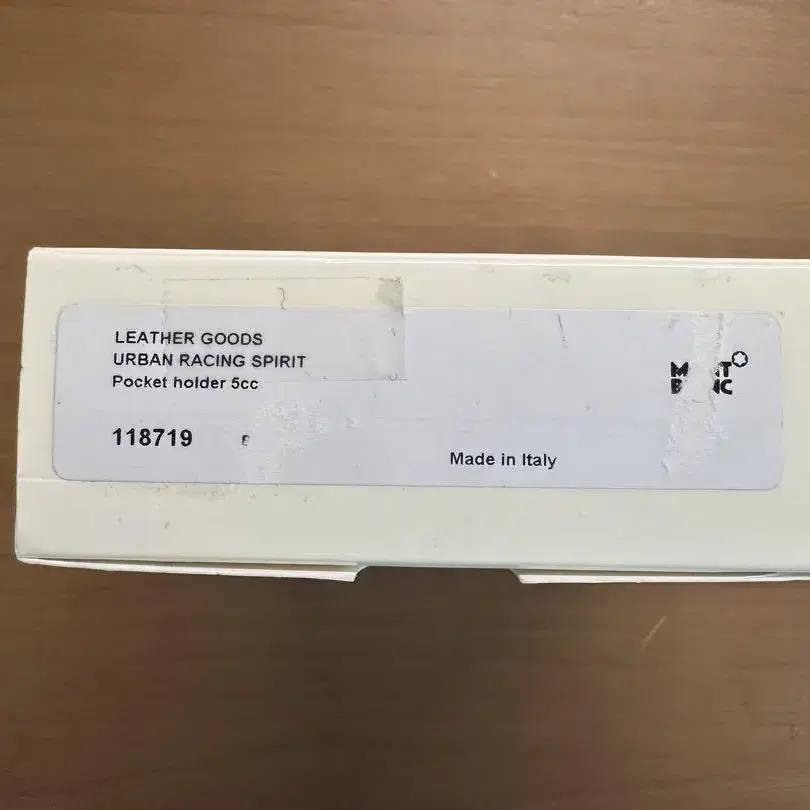 LEATHER GOODS
URBAN RACING SPIRIT
Pocket holder 5cc
118719
Made in Italy